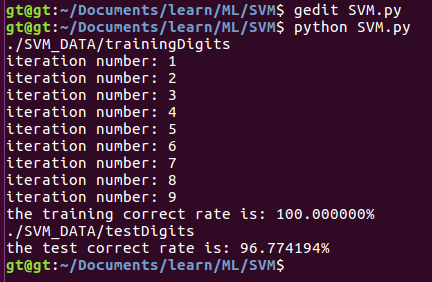 gt@gt:~/Documents/learn/ML/SVM$ gedit SVM.py
gt@gt:~/Documents/learn/ML/SVM$ python SVM.py
./SVM_DATA/trainingDigits
iteration number: 1
iteration number: 2
iteration number: 3
iteration number: 4
iteration number: 5
iteration number: 6
iteration number: 7
iteration number: 8
iteration number: 9
the training correct rate is: 100.000000%
./SVM_DATA/testDigits
the test correct rate is: 96.774194%
gt@gt:~/Documents/learn/ML/SVM$